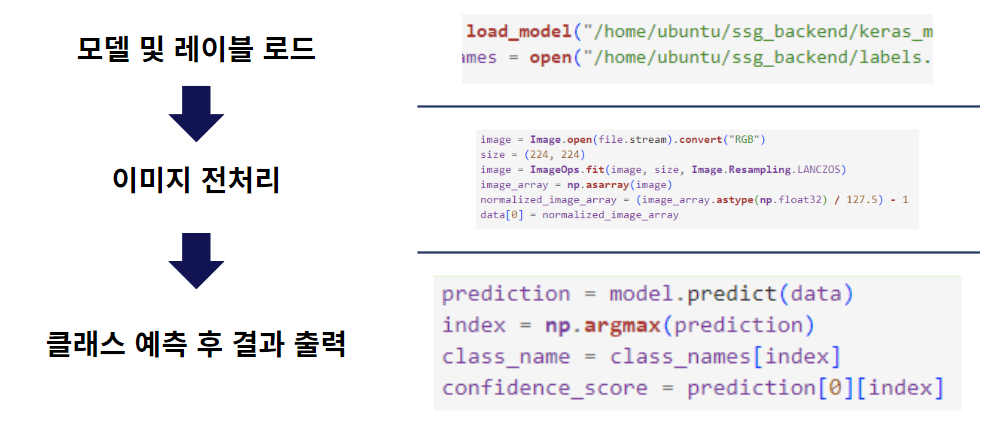 모델 및 레이블 로드
load_model("/home/ubuntu/ssg_backend/keras_m
ames = open("/home/ubuntu/ssg_backend/labels.
이미지 전처리
image = Image.open(file.stream).convert("RGB")
size = (224, 224)
image = ImageOps.fit(image, size, Image.Resampling.LANCZOS)
image_array = np.asarray(image)
normalized_image_array = (image_array.astype(np.float32) / 127.5) - 1
data[0] = normalized_image_array
클래스 예측 후 결과 출력
prediction = model.predict(data)
index = np.argmax(prediction)
class_name = class_names[index]
confidence_score = prediction[0][index]